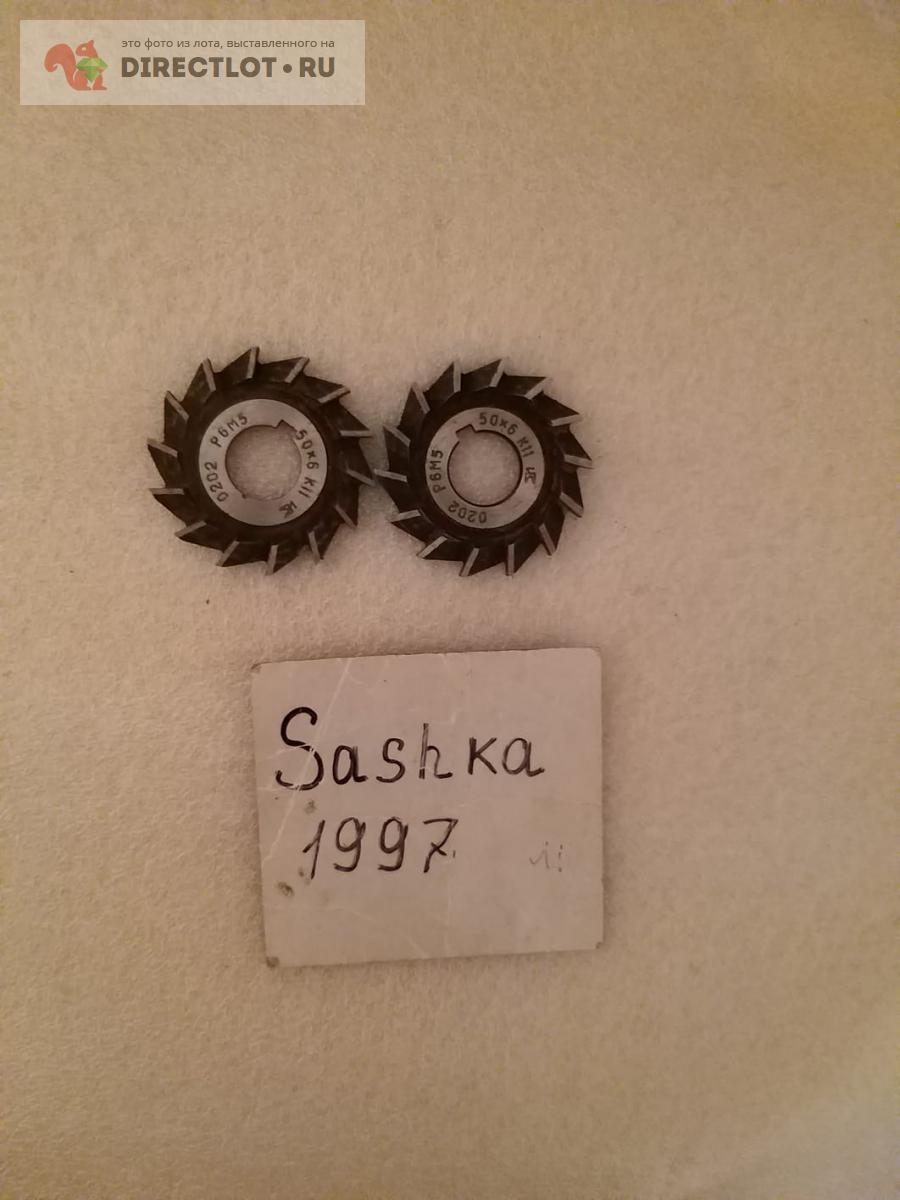 это фото из лота, выставленного на
DIRECTLOT.RU
0202 Р6М5 50×6 К11
0202 Р6М5 50×6 К11
Sashka
1997